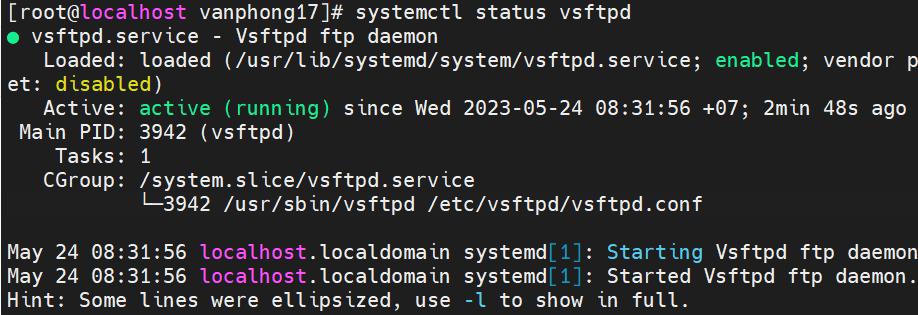 [root@localhost vanphong17]# systemctl status vsftpd
● vsftpd.service - Vsftpd ftp daemon
   Loaded: loaded (/usr/lib/systemd/system/vsftpd.service; enabled; vendor p
et: disabled)
   Active: active (running) since Wed 2023-05-24 08:31:56 +07; 2min 48s ago
 Main PID: 3942 (vsftpd)
    Tasks: 1
   CGroup: /system.slice/vsftpd.service
           └─3942 /usr/sbin/vsftpd /etc/vsftpd/vsftpd.conf
May 24 08:31:56 localhost.localdomain systemd[1]: Starting Vsftpd ftp daemon.
May 24 08:31:56 localhost.localdomain systemd[1]: Started Vsftpd ftp daemon.
Hint: Some lines were ellipsized, use -l to show in full.